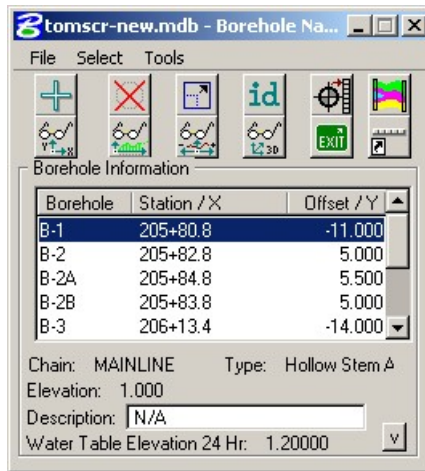 tomscr-new.mdb - Borehole Na...
File Select Tools
id
EXIT
Y X
1Z 3D
Borehole Information
Borehole Station / X Offset / Y
B-1 205+80.8 -11.000
B-2 205+82.8 5.000
B-2A 205+84.8 5.500
B-2B 205+83.8 5.000
B-3 206+13.4 -14.000
Chain: MAINLINE Type: Hollow Stem A
Elevation: 1.000
Description: N/A
Water Table Elevation 24 Hr: 1.20000 v